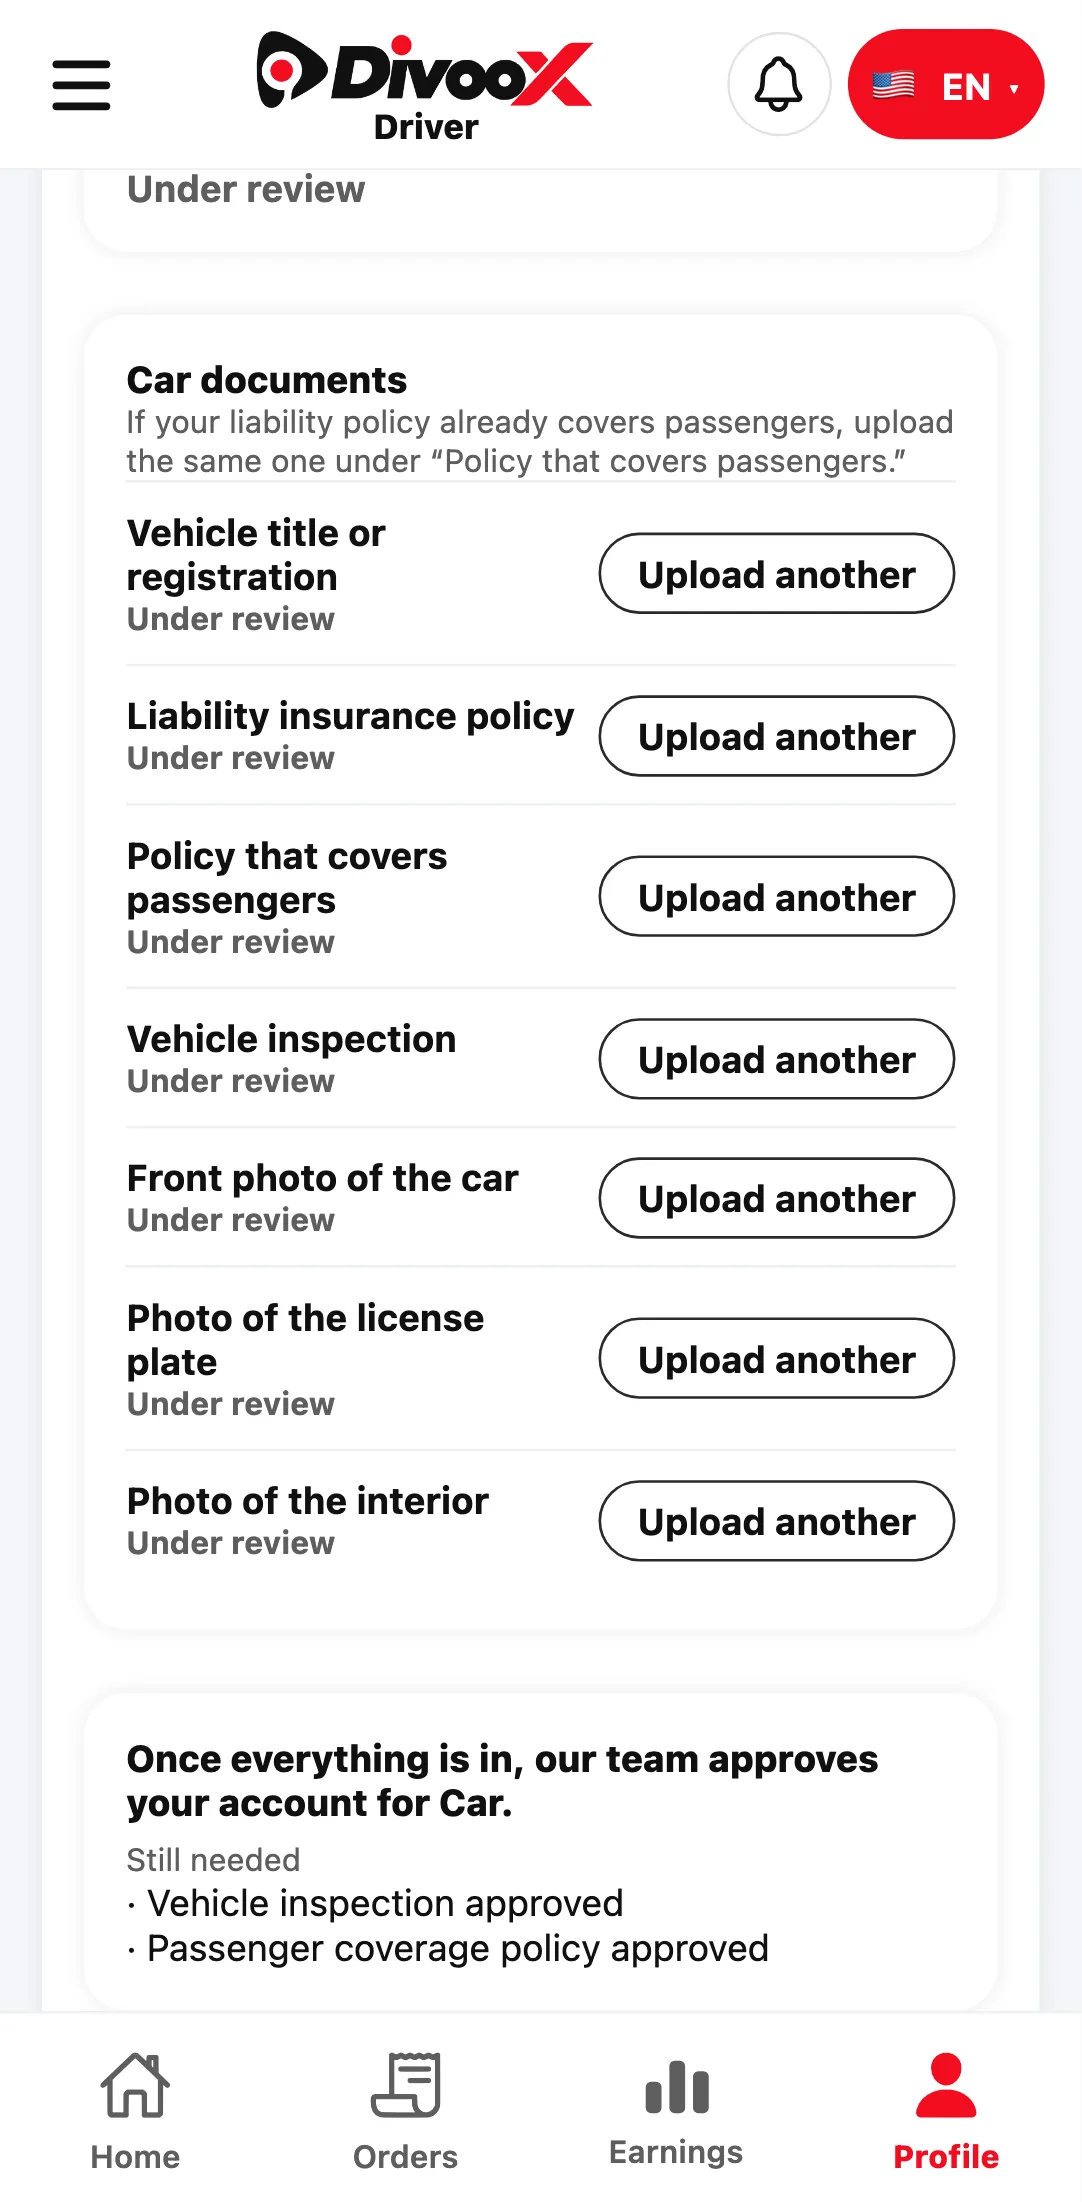 DivooX
Driver
EN
Under review
Car documents
If your liability policy already covers passengers, upload
the same one under “Policy that covers passengers.”
Vehicle title or
registration
Under review
Upload another
Liability insurance policy
Under review
Upload another
Policy that covers
passengers
Under review
Upload another
Vehicle inspection
Under review
Upload another
Front photo of the car
Under review
Upload another
Photo of the license
plate
Under review
Upload another
Photo of the interior
Under review
Upload another
Once everything is in, our team approves
your account for Car.
Still needed
· Vehicle inspection approved
· Passenger coverage policy approved
Home
Orders
Earnings
Profile